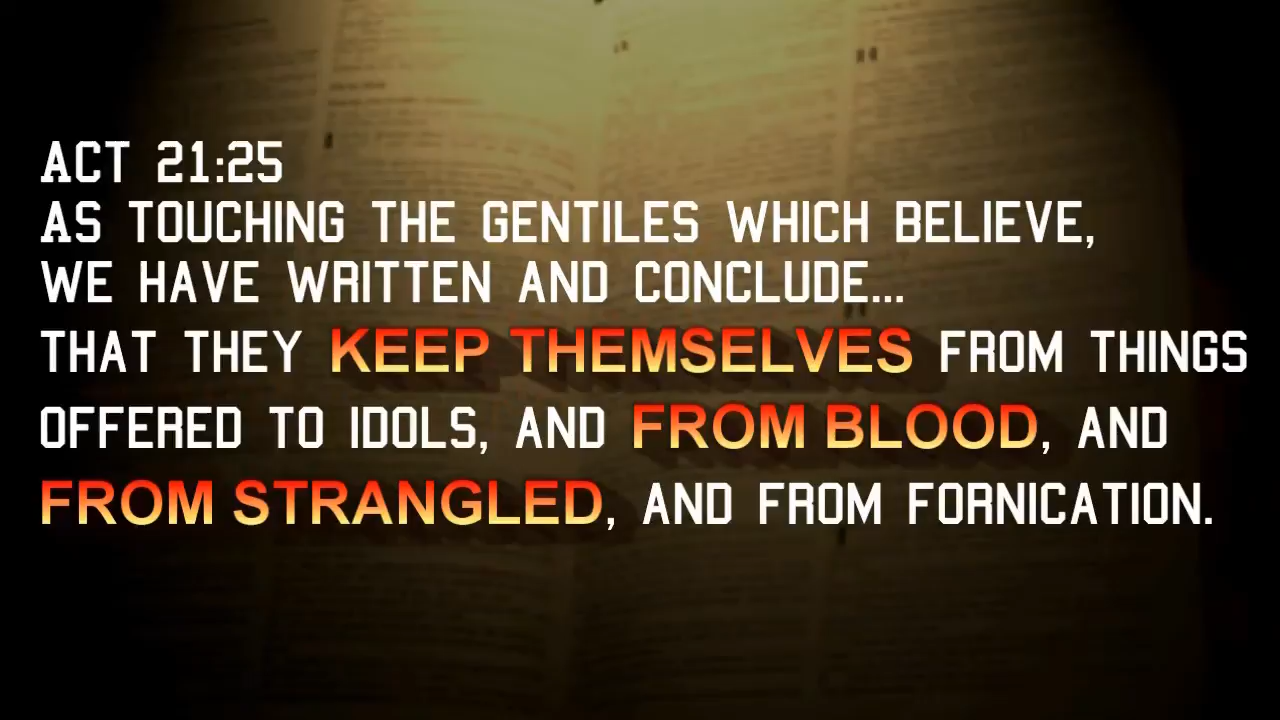 ACT 21:25
AS TOUCHING THE GENTILES WHICH BELIEVE,
WE HAVE WRITTEN AND CONCLUDE...
THAT THEY KEEP THEMSELVES FROM THINGS
OFFERED TO IDOLS, AND FROM BLOOD, AND
FROM STRANGLED, AND FROM FORNICATION.